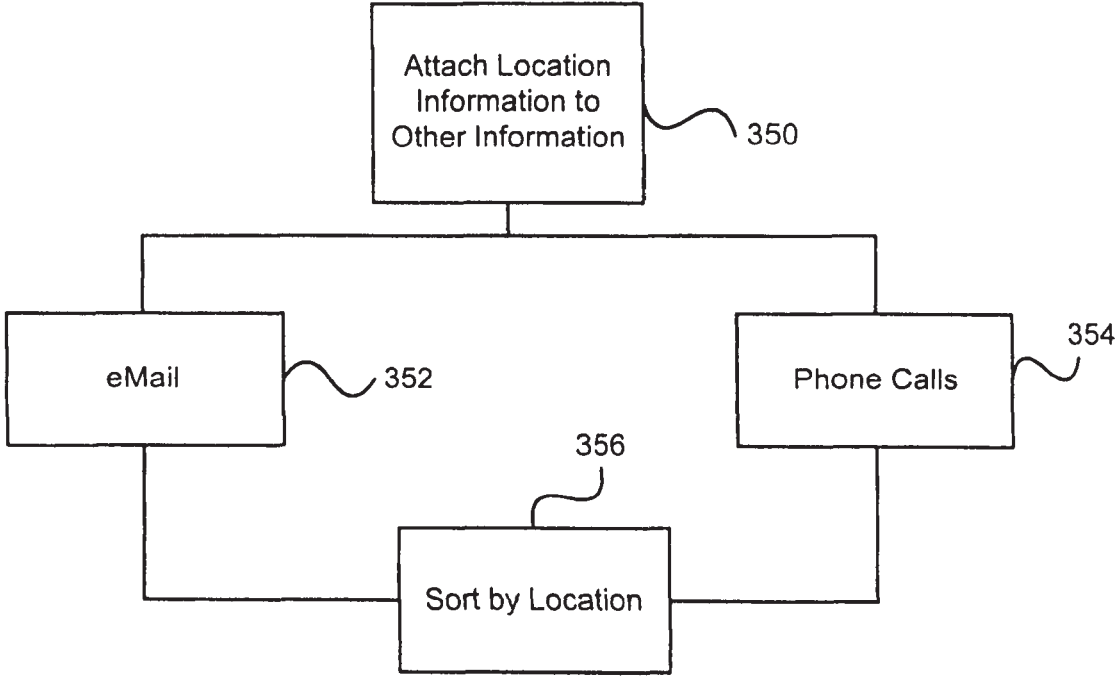 Attach Location
Information to
Other Information
350
354
eMail
352
Phone Calls
356
Sort by Location